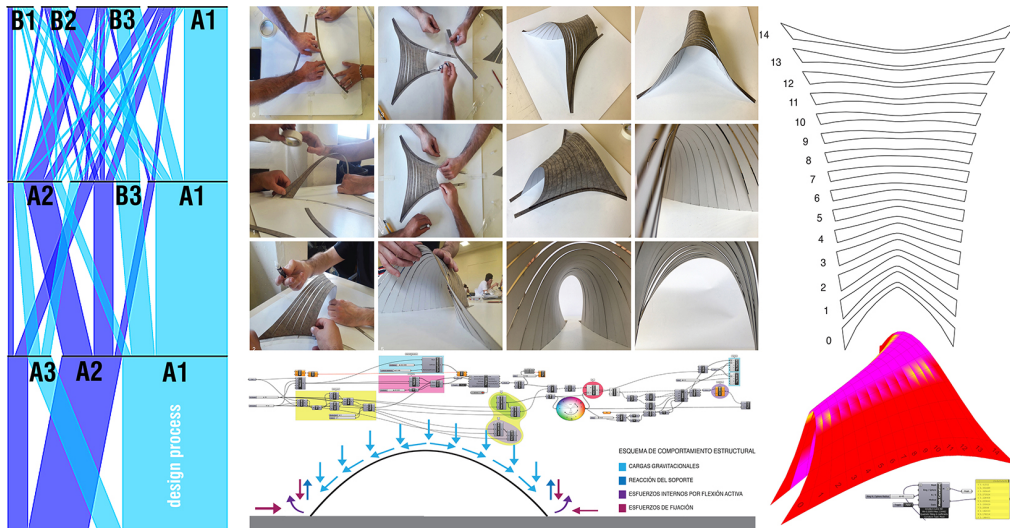 B1 B2 B3 A1
A2 B3 A1
A3 A2 A1
design process
ESQUEMA DE COMPORTAMIENTO ESTRUCTURAL
CARGAS GRAVITACIONALES
REACCIÓN DEL SOPORTE
ESFUERZOS INTERNOS POR FLEXIÓN ACTIVA
ESFUERZOS DE FIJACIÓN
14
13
12
11
10
9
8
7
6
5
4
3
2
1
0